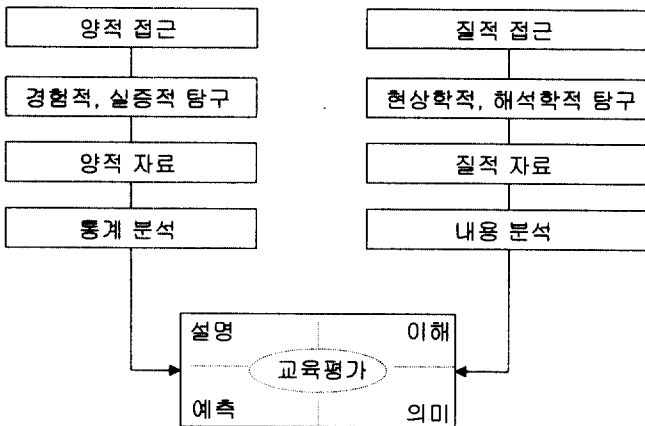 양적 접근
질적 접근
경험적, 실증적 탐구
현상학적, 해석학적 탐구
양적 자료
질적 자료
통계 분석
내용 분석
설명
이해
교육평가
예측
의미